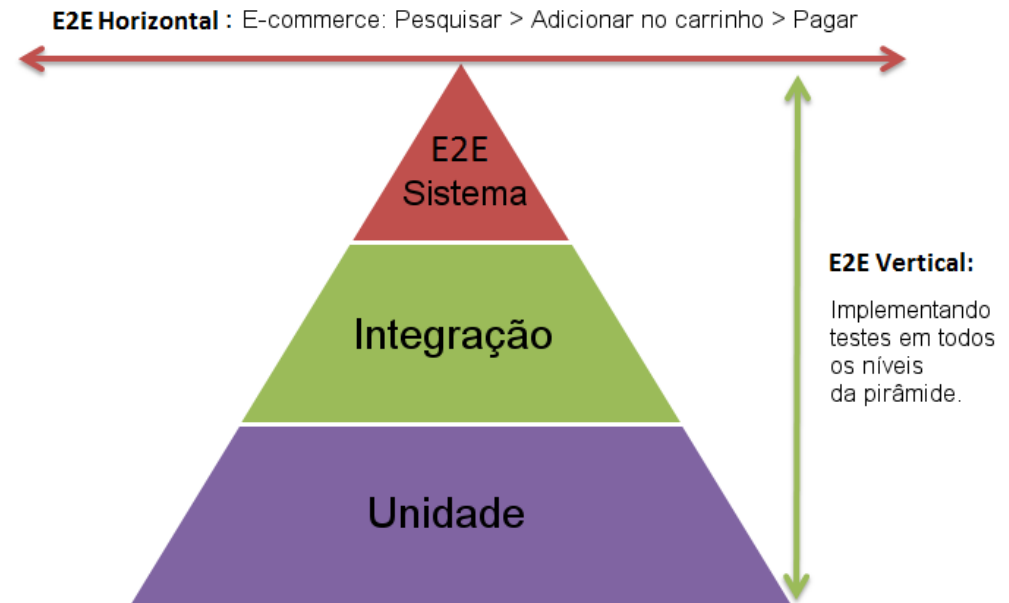 E2E Horizontal : E-commerce: Pesquisar > Adicionar no carrinho > Pagar
E2E
Sistema
Integração
Unidade
E2E Vertical:
Implementando
testes em todos
os níveis
da pirâmide.